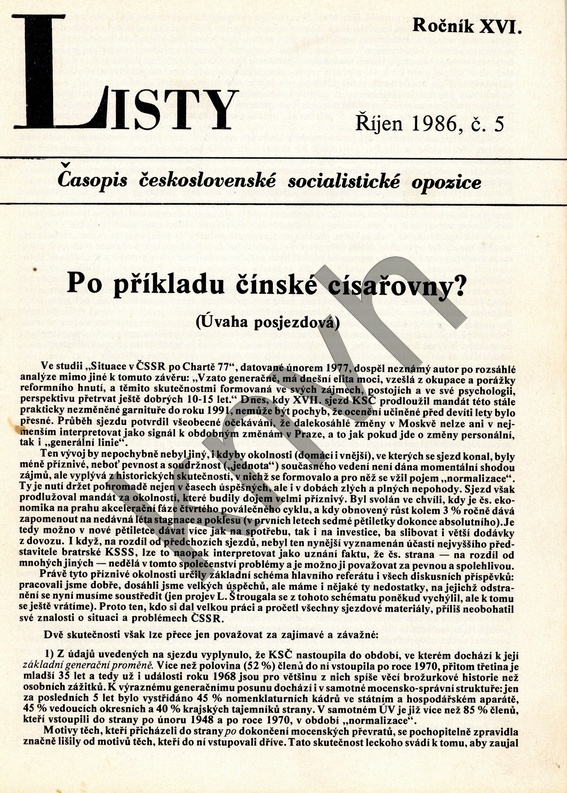 LISTY
Ročník XVI.
Říjen 1986, č. 5
Časopis československé socialistické opozice
Po příkladu čínské císařovny?
(Úvaha posjezdová)
Ve studii „Situace v ČSSR po Chartě 77“, datované únorem 1977, dospěl neznámý autor po rozsáhlé
analýze mimo jiné k tomuto závěru: „Vzato generačně, má dnešní elita moci, vzešlá z okupace a porážky
reformního hnutí, a těmito skutečnostmi formovaná ve svých zájmech, postojích a ve své psychologii,
perspektivu přetrvat ještě dobrých 10-15 let.“ Dnes, kdy XVII. sjezd KSČ prodloužil mandát této stále
prakticky nezměněné garnituře do roku 1991, nemůže být pochyb, že ocenění učiněné před devíti lety bylo
přesné. Průběh sjezdu potvrdil všeobecné očekávání, že dalekosáhlé změny v Moskvě nelze ani v nej-
menším interpretovat jako signál k obdobným změnám v Praze, a to jak pokud jde o změny personální,
tak i „generální linie“.
Ten vývoj by nepochybně nebyl jiný, i kdyby okolnosti (domácí i vnější), ve kterých se sjezd konal, byly
méně příznivé, neboť pevnost a soudržnost („jednota“) současného vedení není dána momentální shodou
zájmů, ale vyplývá z historických skutečností, v nichž se formovalo a pro něž se vžil pojem „normalizace“.
Ty je nutí držet pohromadě nejen v časech úspěšných, ale i v dobách zlých a plných nepohody. Sjezd však
prodlužoval mandát za okolností, které budily dojem velmi příznivý. Byl svolán ve chvíli, kdy je čs. eko-
nomika na prahu akcelerační fáze čtvrtého poválečného cyklu, a kdy obnovený růst kolem 3 % ročně dává
zapomenout na nedávná léta stagnace a poklesu (v prvních letech sedmé pětiletky dokonce absolutního). Je
tedy možno v nové pětiletce dávat více jak na spotřebu, tak i na investice, ba slibovat i větší dodávky
z dovozu. I když, na rozdíl od předchozích sjezdů, nebyl ten nynější vyznamenán účastí nejvyššího před-
stavitele bratrské KSSS, lze to naopak interpretovat jako uznání faktu, že čs. strana — na rozdíl od
mnohých jiných — nedělá v tomto společenství problémy a je možno ji považovat za pevnou a spolehlivou.
Právě tyto příznivé okolnosti určily základní schéma hlavního referátu i všech diskusních příspěvků:
pracovali jsme dobře, dosáhli jsme velkých úspěchů, ale máme i nějaké ty nedostatky, na jejichž odstra-
nění se nyní musíme soustředit (jen projev L. Štrougala se z tohoto schématu poněkud vychýlil, ale k tomu
se ještě vrátíme). Proto ten, kdo si dal velkou práci a pročetl všechny sjezdové materiály, příliš neobohatil
své znalosti o situaci a problémech ČSSR.
Dvě skutečnosti však lze přece jen považovat za zajímavé a závažné:
1) Z údajů uvedených na sjezdu vyplynulo, že KSČ nastoupila do období, ve kterém dochází k její
základní generační proměně. Více než polovina (52 %) členů do ní vstoupila po roce 1970, přitom třetina je
mladší 35 let a tedy už i události roku 1968 jsou pro většinu z nich spíše věcí brožurkové historie než
osobních zážitků. K výraznému generačnímu posunu dochází i v samotné mocensko-správní struktuře: jen
za posledních 5 let bylo vystřídáno 45 % nomenklaturních kádrů ve státním a hospodářském aparátě,
45 % vedoucích okresních a 40 % krajských tajemníků strany. V samotném ÚV je již více než 85 % členů,
kteří vstoupili do strany po únoru 1948 a po roce 1970, v období „normalizace“.
Motivy těch, kteří přicházeli do strany po dokončení mocenských převratů, se pochopitelně zpravidla
značně lišily od motivů těch, kteří do ní vstupovali dříve. Tato skutečnost leckoho svádí k tomu, aby zaujal